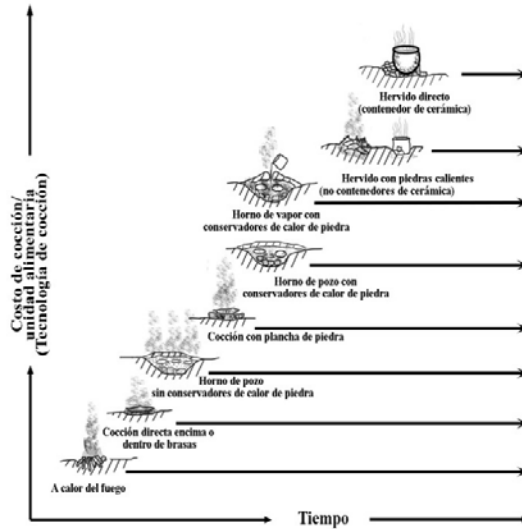 Hervido directo
(contenedor de cerámica)
Hervido con piedras calientes
(no contenedores de cerámica)
Horno de vapor con
conservadores de calor de piedra
Horno de pozo con
conservadores de calor de piedra
Cocción con plancha de piedra
Horno de pozo
sin conservadores de calor de piedra
Cocción directa encima o
dentro de brasas
A calor del fuego
Costo de cocción/
unidad alimentaria
(Tecnología de cocción)
Tiempo